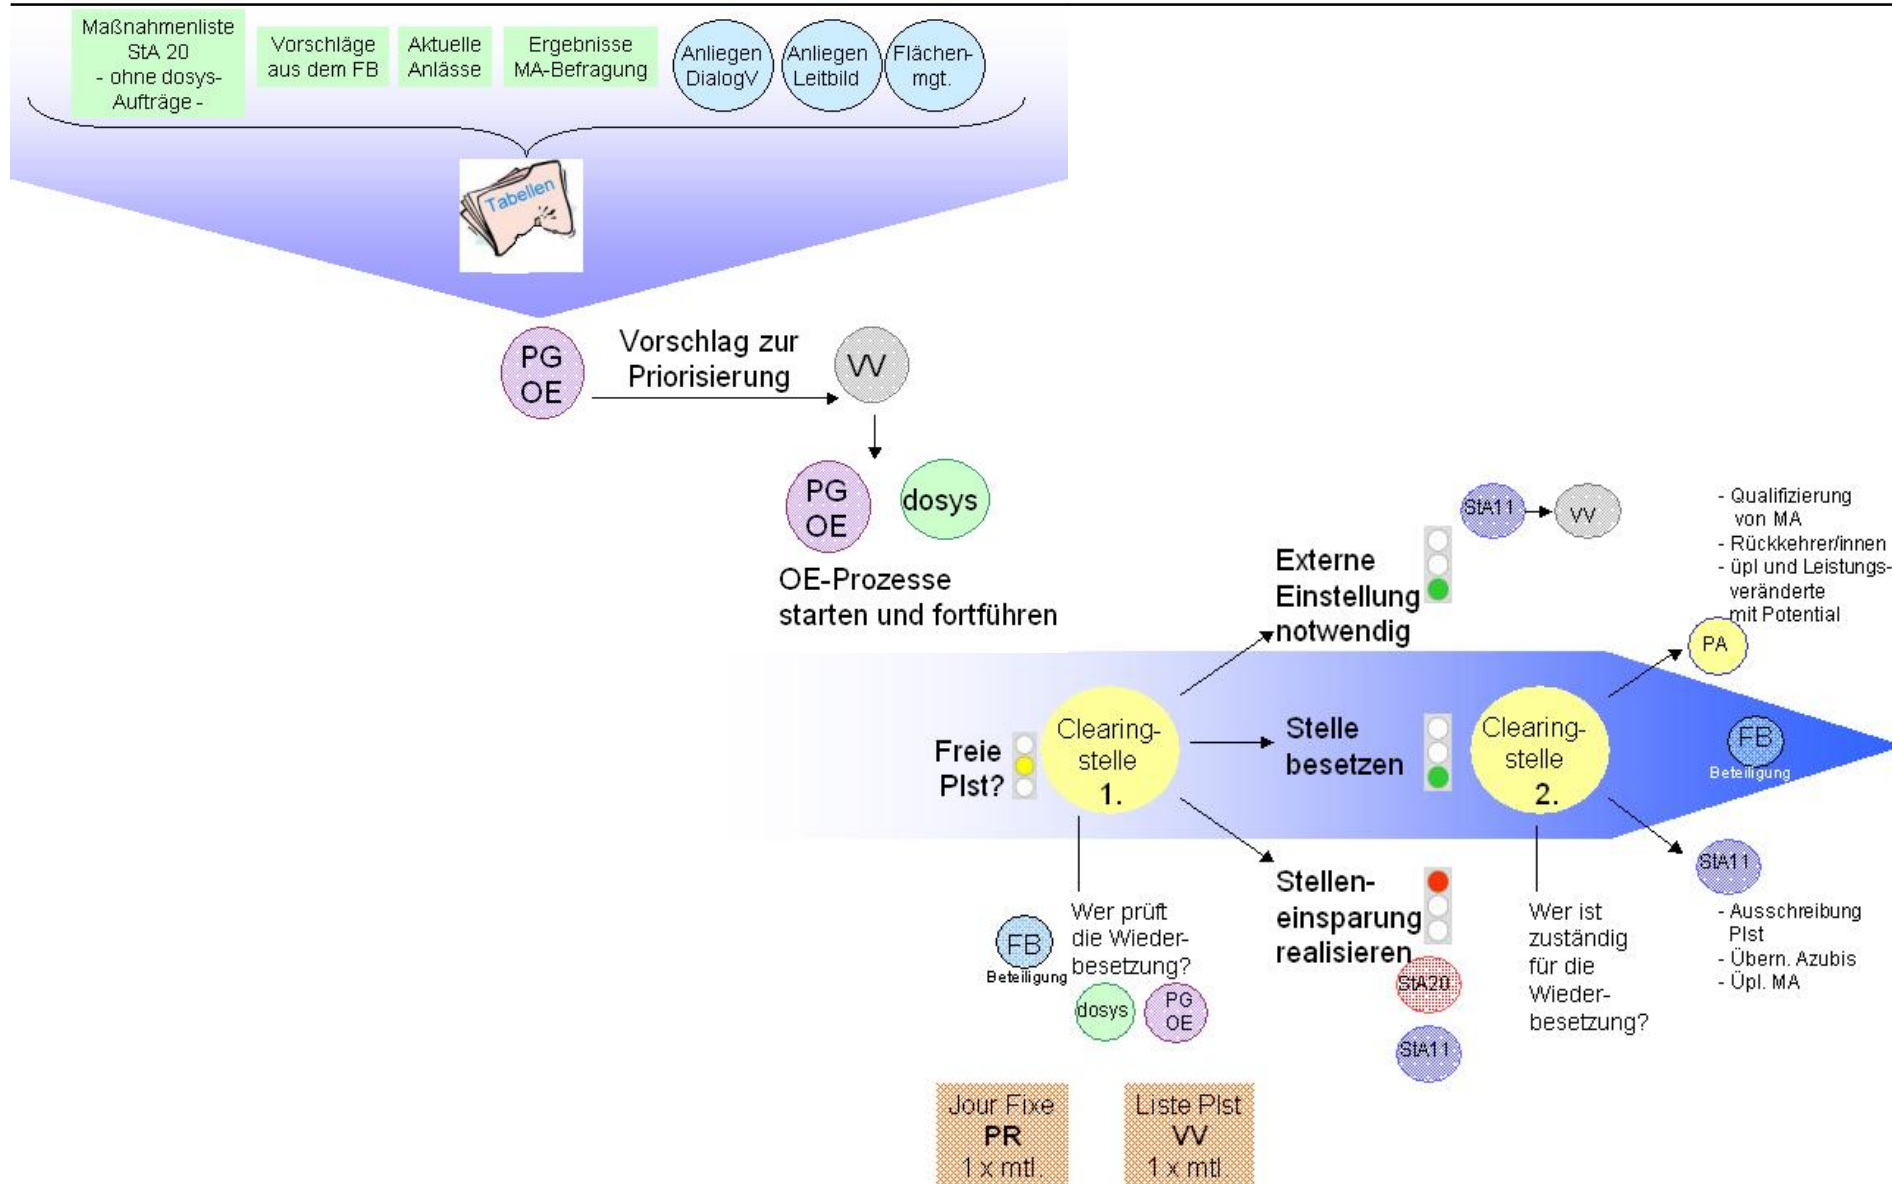 Maßnahmenliste
StA 20
- ohne dosys-
Aufträge -
Vorschläge
aus dem FB
Aktuelle
Anlässe
Ergebnisse
MA-Befragung
Anliegen
DialogV
Anliegen
Leitbild
Flächen-
mgt.
Tabellen
PG
OE
Vorschlag zur
Priorisierung
VV
PG
OE
dosys
OE-Prozesse
starten und fortführen
Externe
Einstellung
notwendig
StA11
VV
- Qualifizierung
von MA
- Rückkehrer/innen
- üpl und Leistungs-
veränderte
mit Potential
PA
Freie
Plst?
Clearing-
stelle
1.
Stelle
besetzen
Clearing-
stelle
2.
FB
Beteiligung
Stellen-
einsparung
realisieren
StA20
StA11
Wer prüft
die Wieder-
besetzung?
FB
Beteiligung
dosys
PG
OE
Wer ist
zuständig
für die
Wieder-
besetzung?
StA11
- Ausschreibung
Plst
- Übern. Azubis
- Üpl. MA
Jour Fixe
PR
1 x mtl.
Liste Plst
VV
1 x mtl.